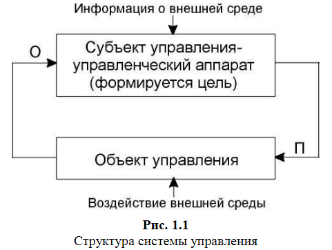 Информация о внешней среде
О
Субъект управления-
управленческий аппарат
(формируется цель)
Объект управления
П
Воздействие внешней среды
Рис. 1.1
Структура системы управления